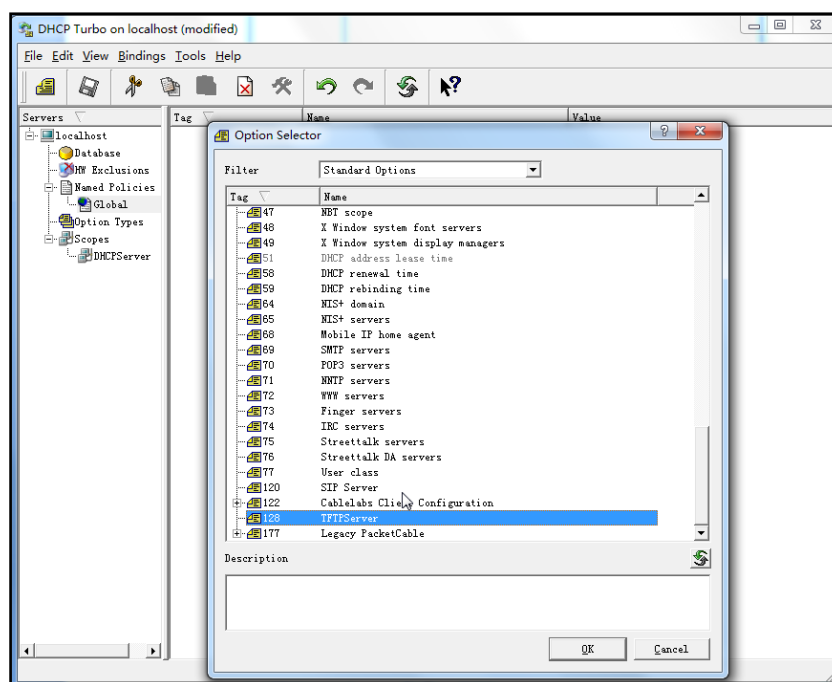 DHCP Turbo on localhost (modified)
File Edit View Bindings Tools Help
Servers Tag Name Value
localhost
Database
HW Exclusions
Named Policies
Global
Option Types
Scopes
DHCPServer
Option Selector
Filter Standard Options
Tag Name
47 NBT scope
48 X Window system font servers
49 X Window system display managers
51 DHCP address lease time
58 DHCP renewal time
59 DHCP rebinding time
64 NIS+ domain
65 NIS+ servers
68 Mobile IP home agent
69 SMTP servers
70 POP3 servers
71 NNTP servers
72 WWW servers
73 Finger servers
74 IRC servers
75 Streettalk servers
76 Streettalk DA servers
77 User class
120 SIP Server
122 Cablelabs Client Configuration
128 TFTPServer
177 Legacy PacketCable
Description
OK Cancel